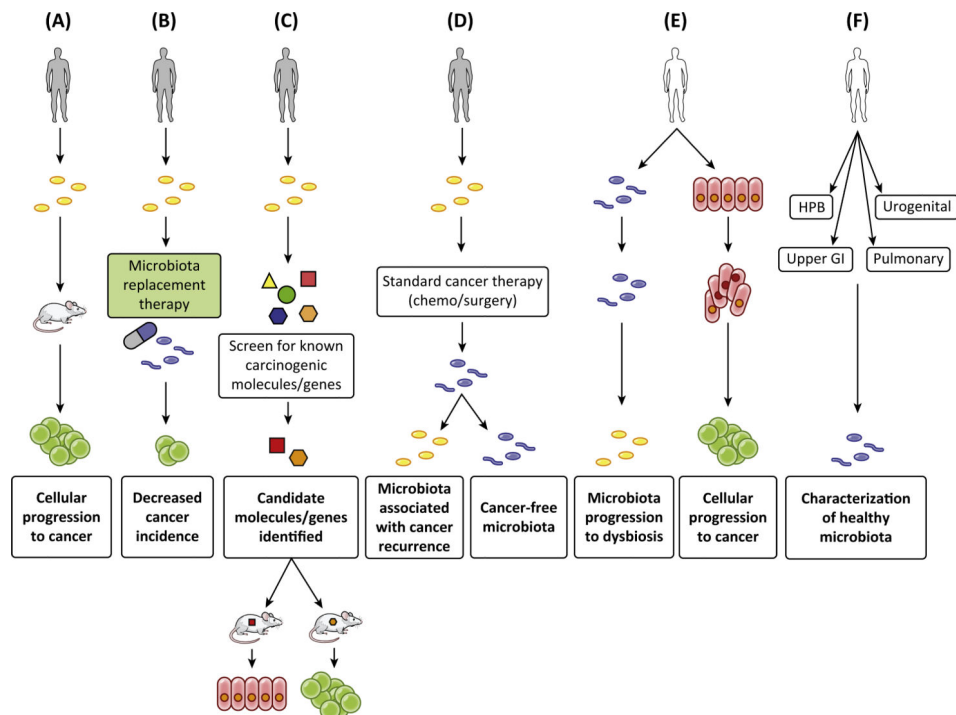 (A)
(B)
(C)
(D)
(E)
(F)
HPB
Urogenital
Upper GI
Pulmonary
Microbiota
replacement
therapy
Standard cancer therapy
(chemo/surgery)
Screen for known
carcinogenic
molecules/genes
Cellular
progression
to cancer
Decreased
cancer
incidence
Candidate
molecules/genes
identified
Microbiota
associated
with cancer
recurrence
Cancer-free
microbiota
Microbiota
progression
to dysbiosis
Cellular
progression
to cancer
Characterization
of healthy
microbiota